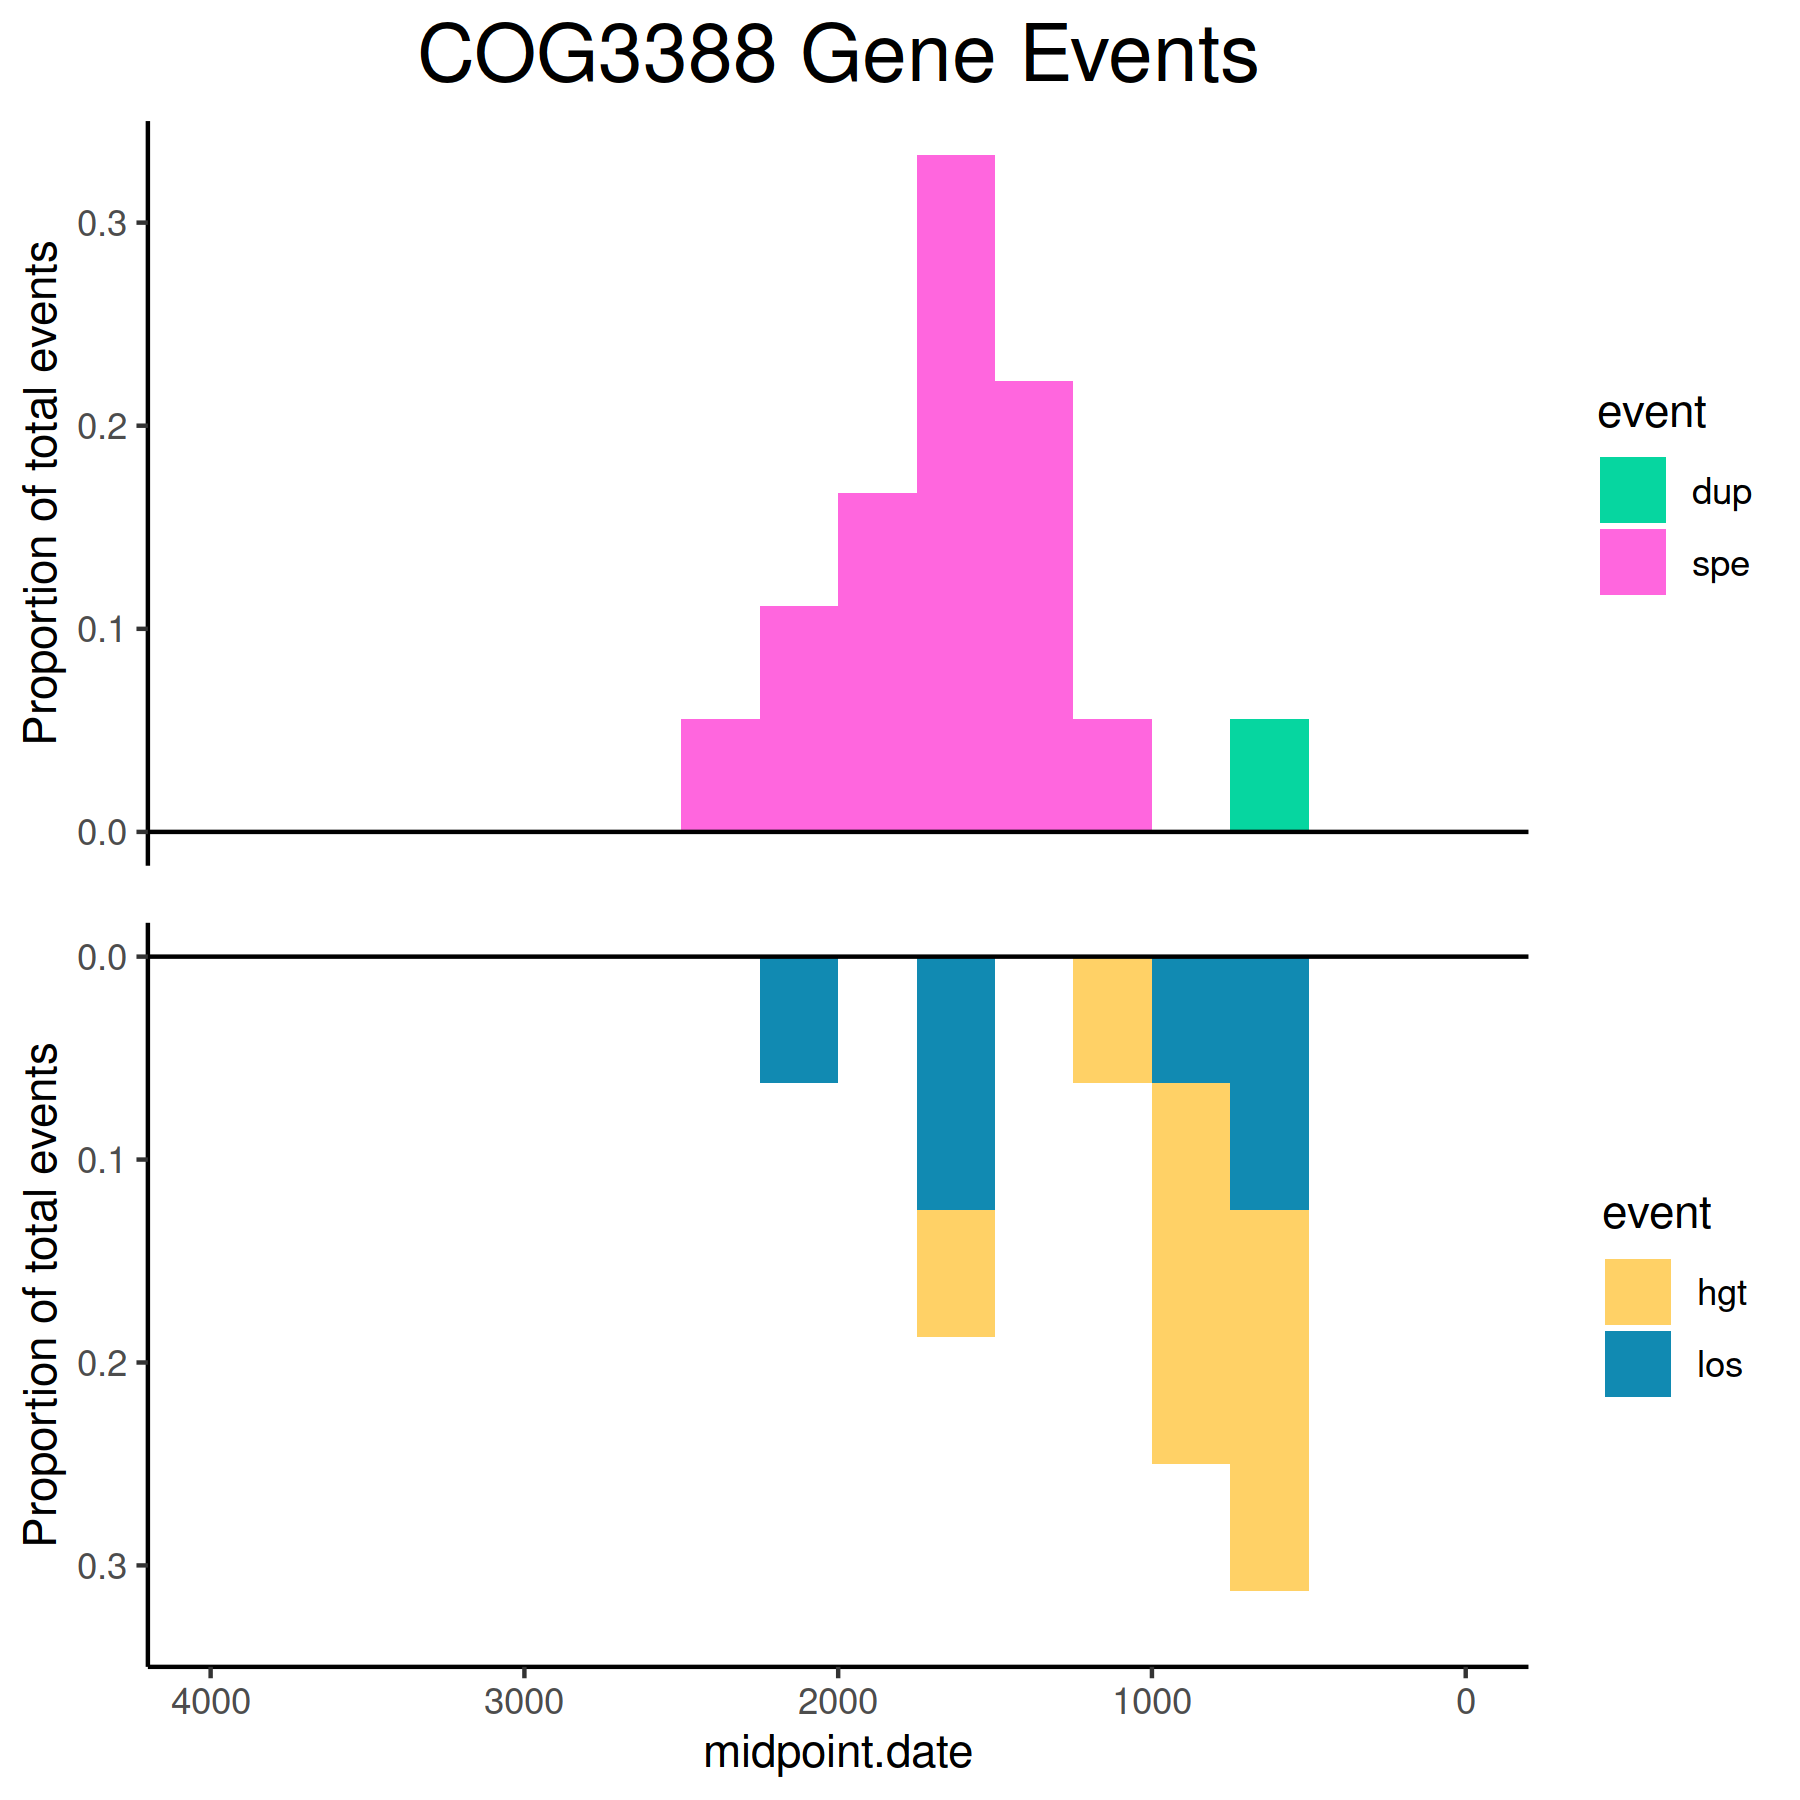 COG3388 Gene Events
Proportion of total events
0.3
0.2
0.1
0.0
event
dup
spe
Proportion of total events
0.0
0.1
0.2
0.3
event
hgt
los
4000 3000 2000 1000 0
midpoint.date